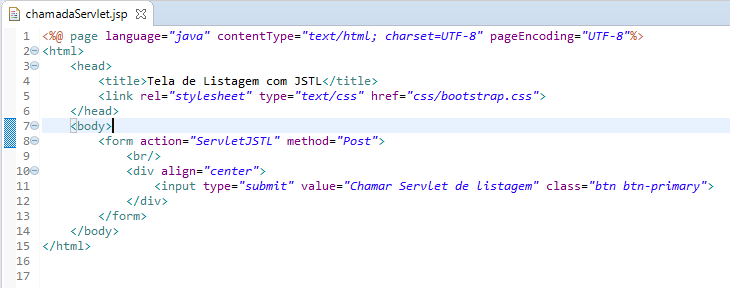 chamadaServlet.jsp
1 <%@ page language="java" contentType="text/html; charset=UTF-8" pageEncoding="UTF-8"%>
2 <html>
3 <head>
4 <title>Tela de Listagem com JSTL</title>
5 <link rel="stylesheet" type="text/css" href="css/bootstrap.css">
6 </head>
7 <body>
8 <form action="ServletJSTL" method="Post">
9 <br/>
10 <div align="center">
11 <input type="submit" value="Chamar Servlet de listagem" class="btn btn-primary">
12 </div>
13 </form>
14 </body>
15 </html>
16
17